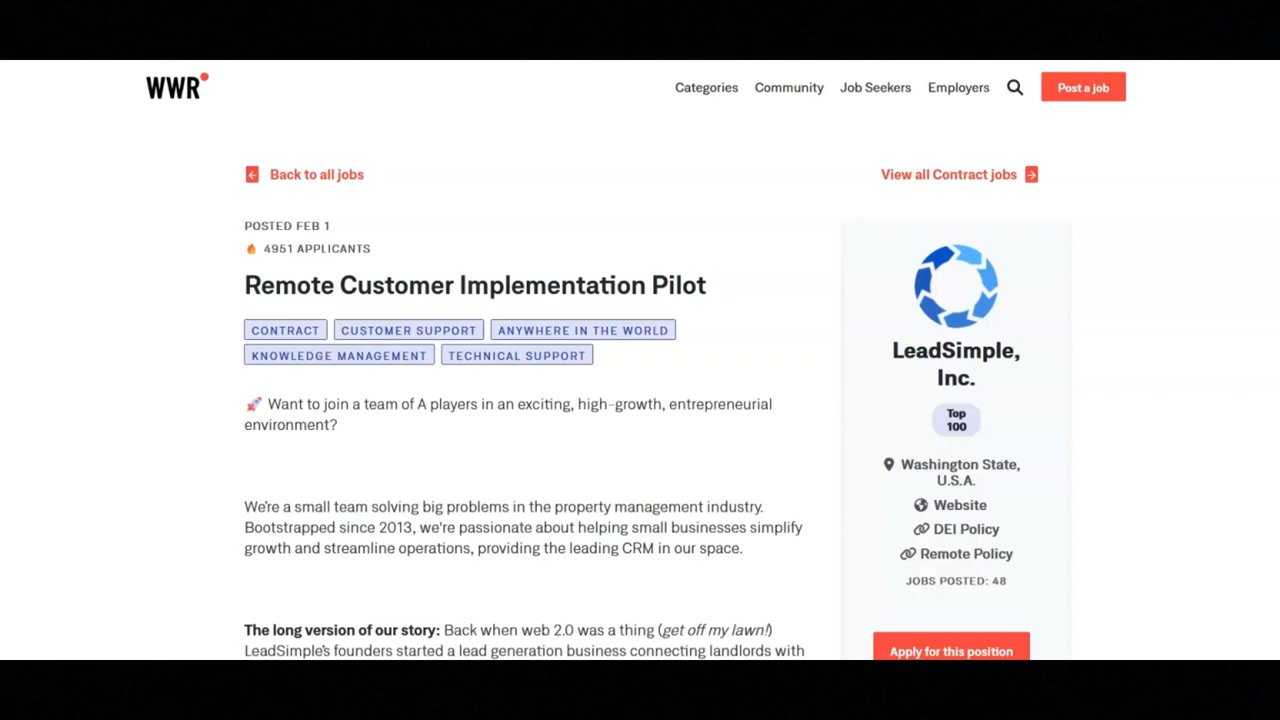 WWR
Categories Community Job Seekers Employers Post a job
Back to all jobs
View all Contract jobs
POSTED FEB 1
4951 APPLICANTS
Remote Customer Implementation Pilot
CONTRACT CUSTOMER SUPPORT ANYWHERE IN THE WORLD
KNOWLEDGE MANAGEMENT TECHNICAL SUPPORT
🚀 Want to join a team of A players in an exciting, high-growth, entrepreneurial
environment?
We're a small team solving big problems in the property management industry.
Bootstrapped since 2013, we're passionate about helping small businesses simplify
growth and streamline operations, providing the leading CRM in our space.
The long version of our story: Back when web 2.0 was a thing (get off my lawn!)
LeadSimple's founders started a lead generation business connecting landlords with
LeadSimple,
Inc.
Top
100
Washington State,
U.S.A.
Website
DEI Policy
Remote Policy
JOBS POSTED: 48
Apply for this position